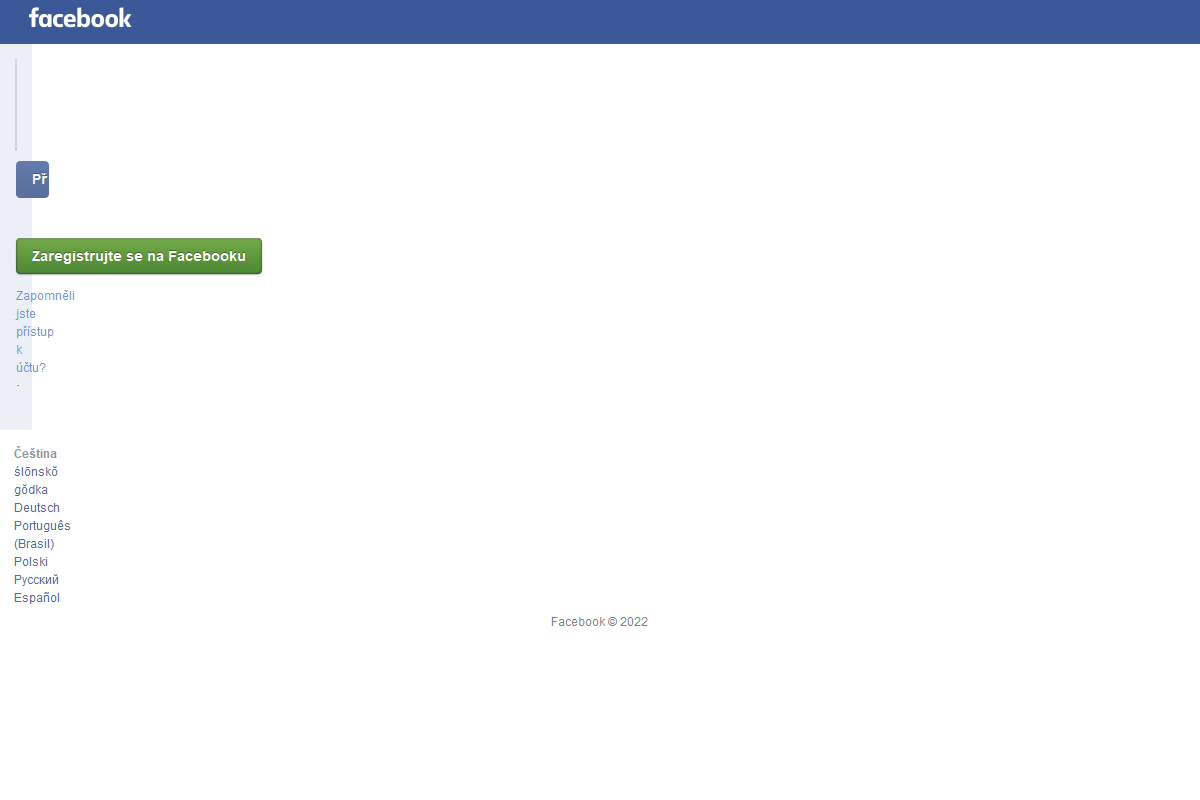 facebook
Př
Zaregistrujte se na Facebooku
Zapomněli
jste
přístup
k
účtu?
·
Čeština
ślōnskŏ
gŏdka
Deutsch
Português
(Brasil)
Polski
Русский
Español
Facebook © 2022